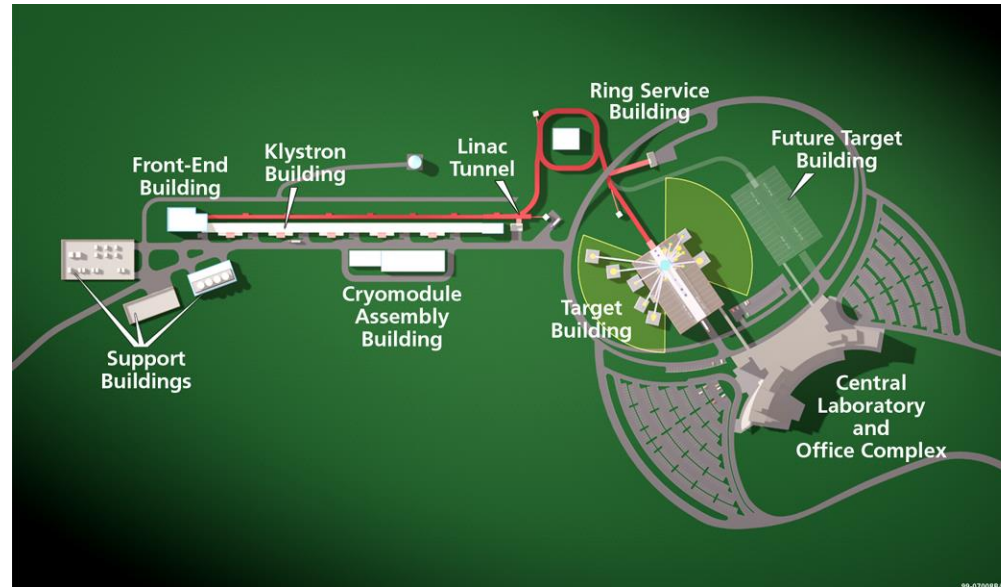 Ring Service
Building
Future Target
Building
Linac
Tunnel
Klystron
Building
Front-End
Building
Target
Building
Cryomodule
Assembly
Building
Support
Buildings
Central
Laboratory
and
Office Complex